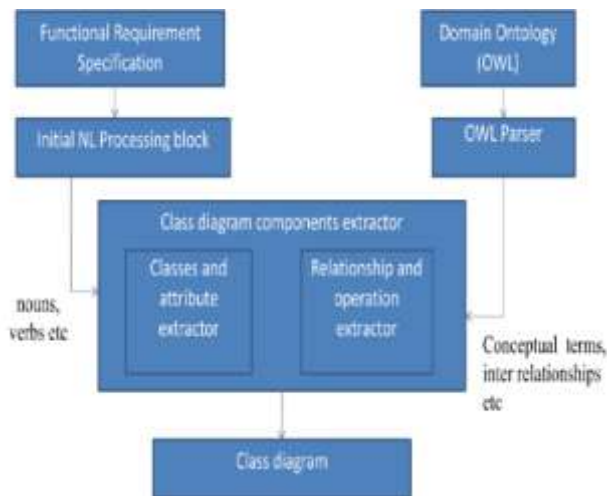 Functional Requirement
Specification
Domain Ontology
(OWL)
Initial NL Processing block
OWL Parser
Class diagram components extractor
Classes and
attribute
extractor
Relationship and
operation
extractor
nouns,
verbs etc
Conceptual terms,
inter relationships
etc
Class diagram